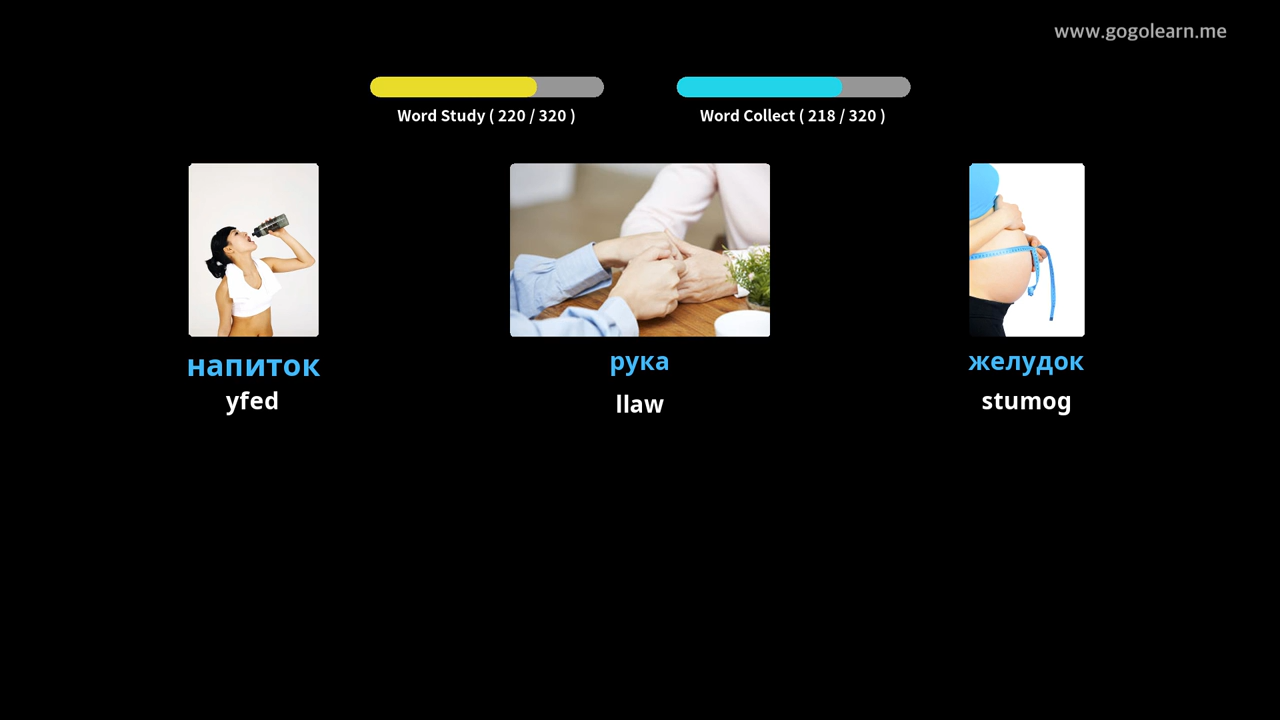 www.gogolearn.me
Word Study ( 220 / 320 )
Word Collect ( 218 / 320 )
напиток
yfed
рука
llaw
желудок
stumog